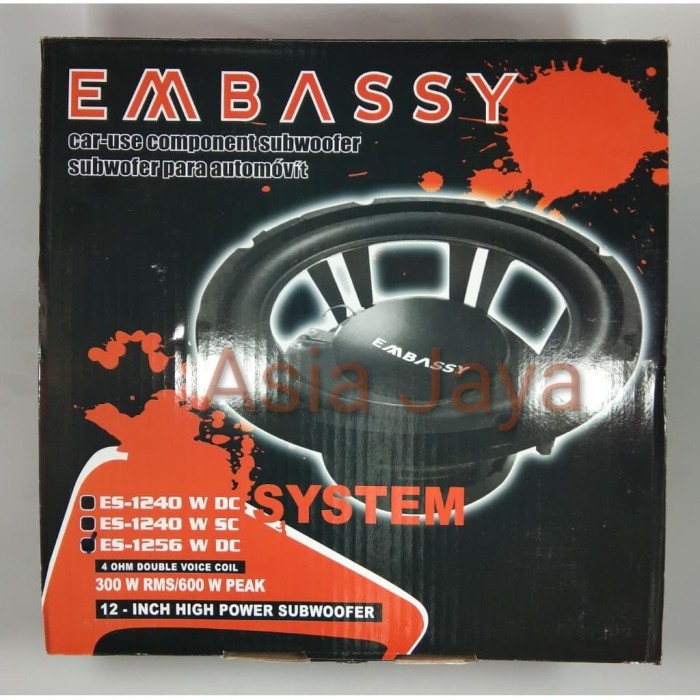 EMBASSY
car-use component subwoofer
subwofer para automóvít
EMBASSY
Asia Jaya
SYSTEM
ES-1240 W DC
ES-1240 W SC
ES-1256 W DC
4 OHM DOUBLE VOICE COIL
300 W RMS/600 W PEAK
12 - INCH HIGH POWER SUBWOOFER